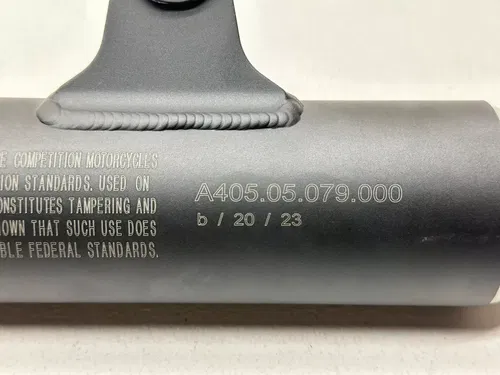 E COMPETITION MOTORCYCLES
ION STANDARDS. USED ON
ONSTITUTES TAMPERING AND
OWN THAT SUCH USE DOES
BLE FEDERAL STANDARDS.
A405.05.079.000
b / 20 / 23